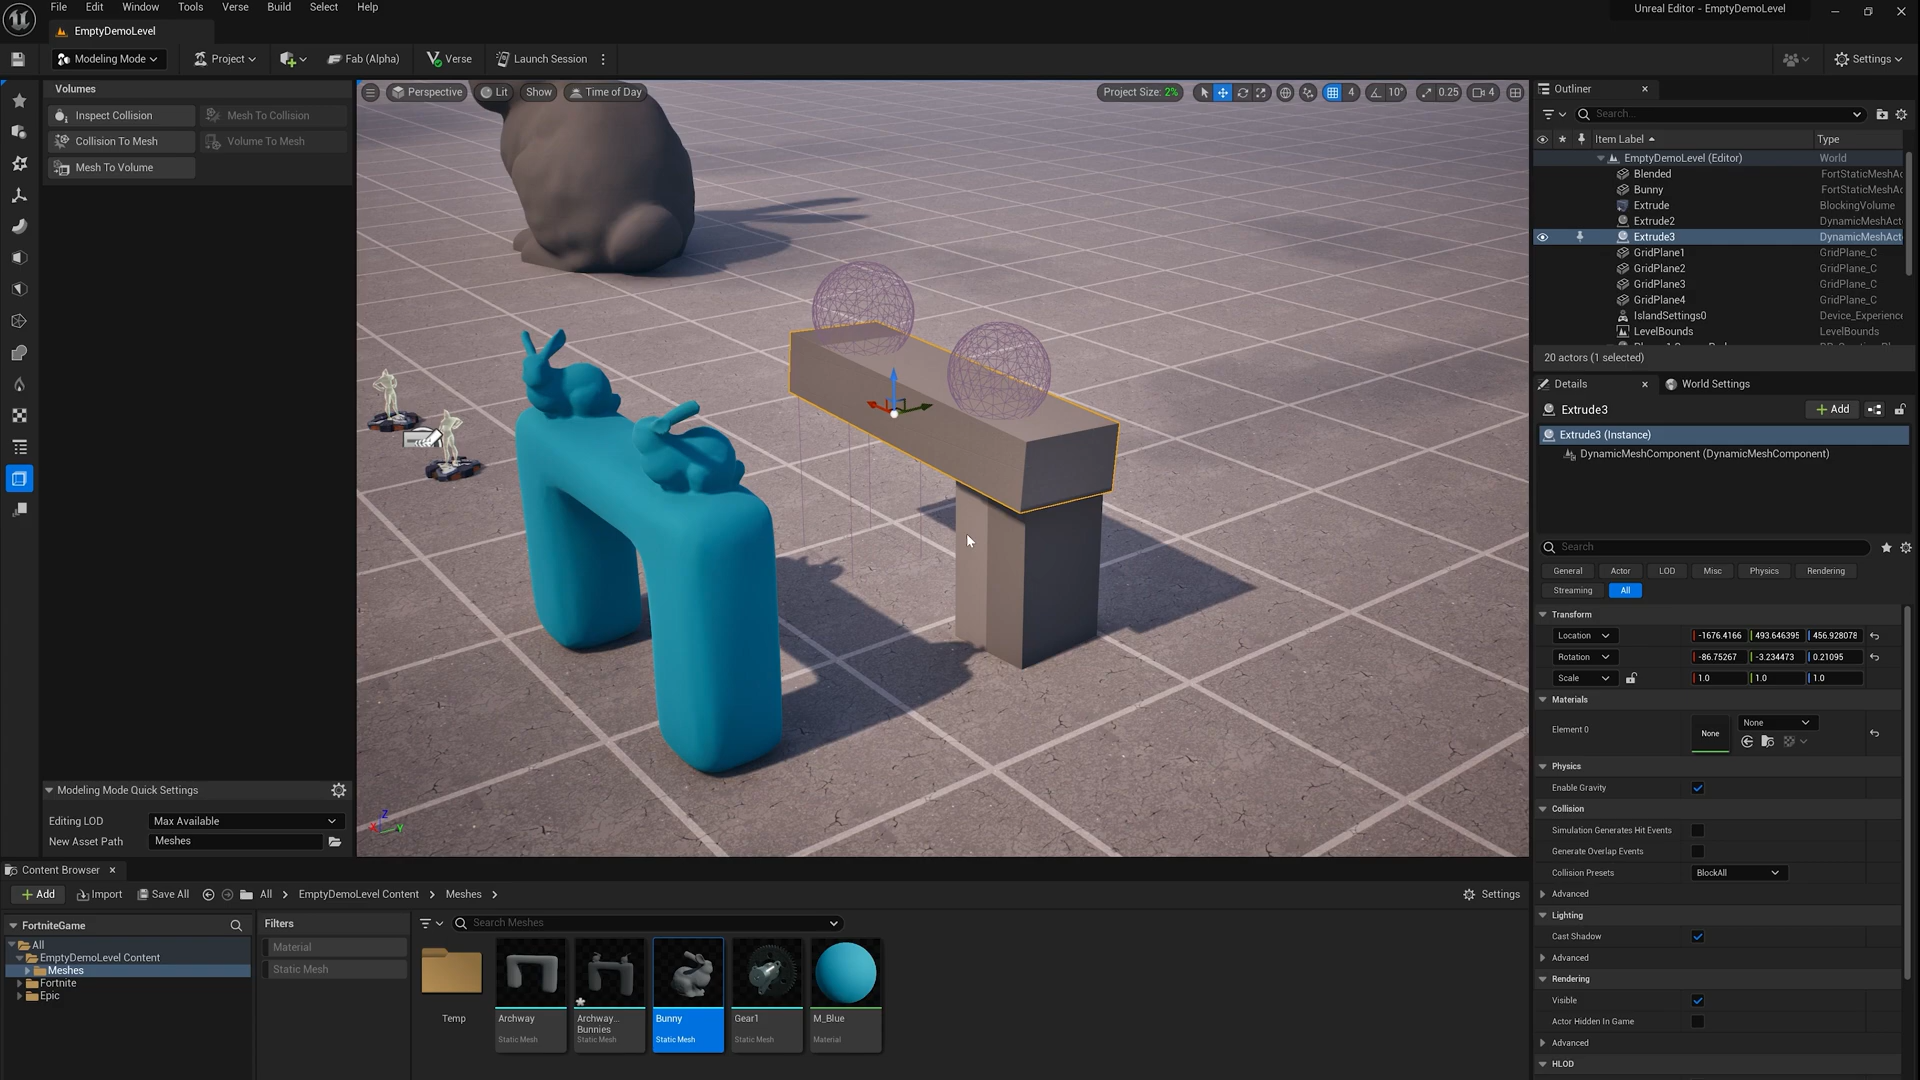 File Edit Window Tools Verse Build Select Help
Unreal Editor - EmptyDemoLevel
EmptyDemoLevel
Modeling Mode
Project
Fab (Alpha)
Verse
Launch Session
Settings
Volumes
Inspect Collision
Mesh To Collision
Collision To Mesh
Volume To Mesh
Mesh To Volume
Modeling Mode Quick Settings
Editing LOD
Max Available
New Asset Path
Meshes
Perspective
Lit
Show
Time of Day
Project Size: 2%
4
10°
0.25
4
Z
X
Y
Outliner
Search...
Item Label
Type
EmptyDemoLevel (Editor) World
Blended FortStaticMeshAc
Bunny FortStaticMeshAc
Extrude BlockingVolume
Extrude2 DynamicMeshAct
Extrude3 DynamicMeshAct
GridPlane1 GridPlane_C
GridPlane2 GridPlane_C
GridPlane3 GridPlane_C
GridPlane4 GridPlane_C
IslandSettings0 Device_Experience
LevelBounds LevelBounds
20 actors (1 selected)
Details
World Settings
Extrude3
Add
Extrude3 (Instance)
DynamicMeshComponent (DynamicMeshComponent)
Search
General Actor LOD Misc Physics Rendering
Streaming All
Transform
Location -1676.4166 493.646395 456.928078
Rotation -86.75267 -3.234473 0.21095
Scale 1.0 1.0 1.0
Materials
Element 0
None
None
Physics
Enable Gravity
Collision
Simulation Generates Hit Events
Generate Overlap Events
Collision Presets
BlockAll
Advanced
Lighting
Cast Shadow
Advanced
Rendering
Visible
Actor Hidden In Game
Advanced
HLOD
Content Browser
Add
Import
Save All
All
EmptyDemoLevel Content
Meshes
Settings
FortniteGame
All
EmptyDemoLevel Content
Meshes
Fortnite
Epic
Filters
Material
Static Mesh
Search Meshes
Temp
Archway
Static Mesh
Archway...
Bunnies
Static Mesh
Bunny
Static Mesh
Gear1
Static Mesh
M_Blue
Material